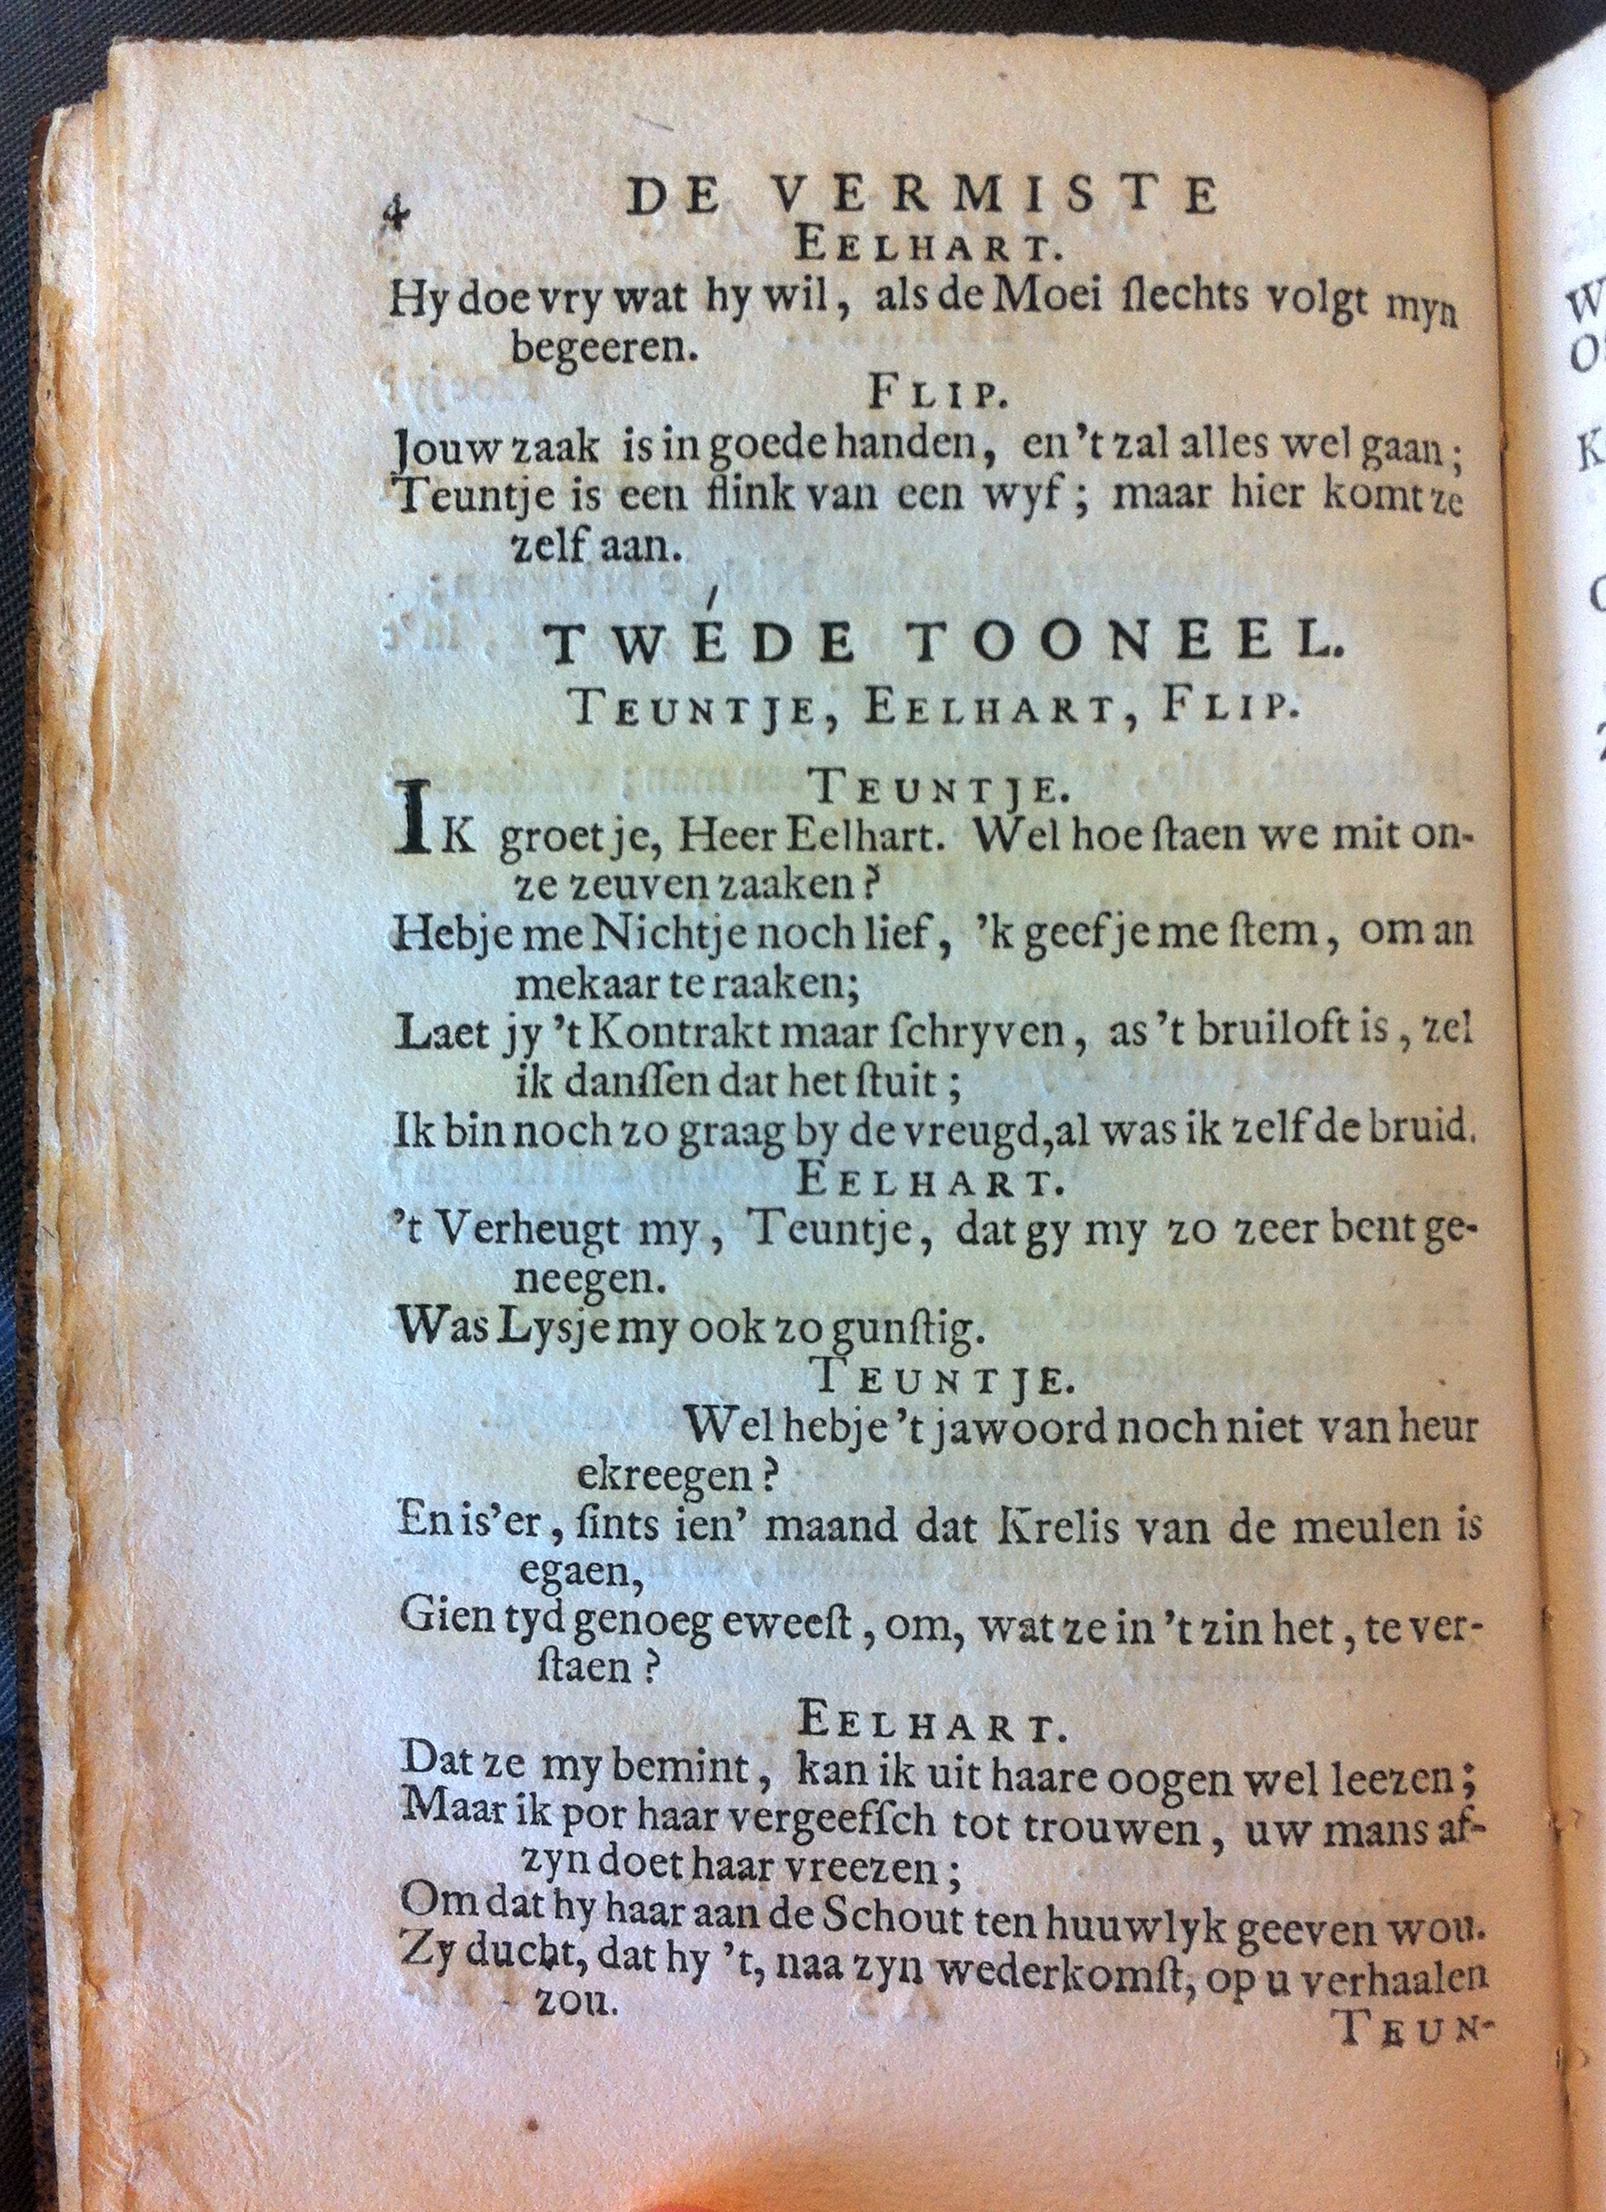 4 DE VERMISTE
EELHART.
Hy doe vry wat hy wil, als de Moei ſlechts volgt myn
begeeren.
FLIP.
Jouw zaak is in goede handen, en 't zal alles wel gaan;
Teuntje is een flink van een wyf; maar hier komt ze
zelf aan.
TWÉDE TOONEEL.
TEUNTJE, EELHART, FLIP.
TEUNTJE.
IK groet je, Heer Eelhart. Wel hoe ſtaen we mit on-
ze zeuven zaaken?
Hebje me Nichtje noch lief, 'k geef je me ſtem, om an
mekaar te raaken;
Laet jy 't Kontrakt maar ſchryven, as 't bruiloft is, zel
ik danſſen dat het ſtuit;
Ik bin noch zo graag by de vreugd, al was ik zelf de bruid.
EELHART.
't Verheugt my, Teuntje, dat gy my zo zeer bent ge-
neegen.
Was Lysje my ook zo gunſtig.
TEUNTJE.
Wel hebje 't jawoord noch niet van heur
ekreegen?
En is'er, ſints ien' maand dat Krelis van de meulen is
egaen,
Gien tyd genoeg eweeſt, om, wat ze in 't zin het, te ver-
ſtaen?
EELHART.
Dat ze my bemint, kan ik uit haare oogen wel leezen;
Maar ik por haar vergeefſch tot trouwen, uw mans af-
zyn doet haar vreezen;
Om dat hy haar aan de Schout ten huuwlyk geeven wou.
Zy ducht, dat hy 't, naa zyn wederkomſt, op u verhaalen
zou.
TEUN-